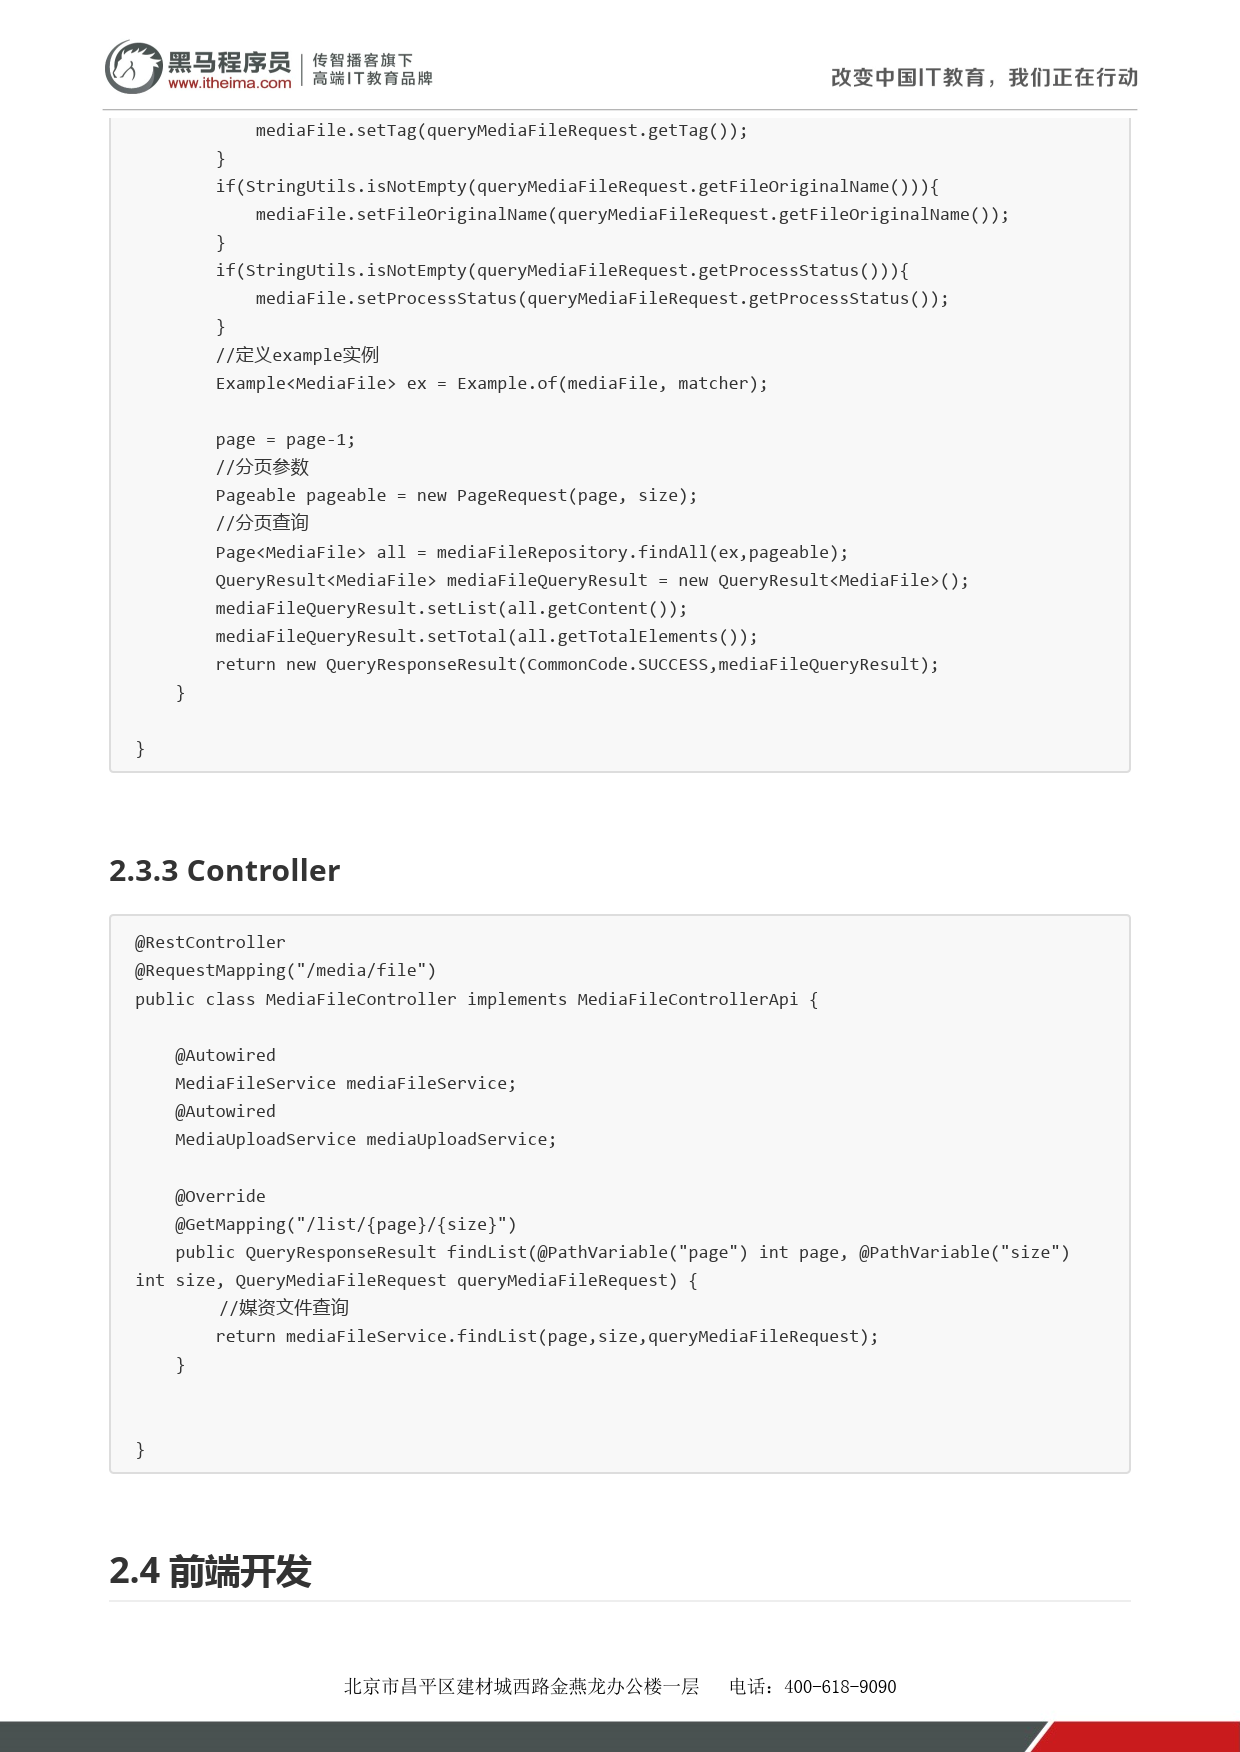 黑马程序员
www.itheima.com
传智播客旗下
高端IT教育品牌
改变中国IT教育，我们正在行动
            mediaFile.setTag(queryMediaFileRequest.getTag());
        }
        if(StringUtils.isNotEmpty(queryMediaFileRequest.getFileOriginalName())){
            mediaFile.setFileOriginalName(queryMediaFileRequest.getFileOriginalName());
        }
        if(StringUtils.isNotEmpty(queryMediaFileRequest.getProcessStatus())){
            mediaFile.setProcessStatus(queryMediaFileRequest.getProcessStatus());
        }
        //定义example实例
        Example<MediaFile> ex = Example.of(mediaFile, matcher);
        page = page-1;
        //分页参数
        Pageable pageable = new PageRequest(page, size);
        //分页查询
        Page<MediaFile> all = mediaFileRepository.findAll(ex,pageable);
        QueryResult<MediaFile> mediaFileQueryResult = new QueryResult<MediaFile>();
        mediaFileQueryResult.setList(all.getContent());
        mediaFileQueryResult.setTotal(all.getTotalElements());
        return new QueryResponseResult(CommonCode.SUCCESS,mediaFileQueryResult);
    }
}
2.3.3 Controller
@RestController
@RequestMapping("/media/file")
public class MediaFileController implements MediaFileControllerApi {
    @Autowired
    MediaFileService mediaFileService;
    @Autowired
    MediaUploadService mediaUploadService;
    @Override
    @GetMapping("/list/{page}/{size}")
    public QueryResponseResult findList(@PathVariable("page") int page, @PathVariable("size")
int size, QueryMediaFileRequest queryMediaFileRequest) {
        //媒资文件查询
        return mediaFileService.findList(page,size,queryMediaFileRequest);
    }
}
2.4 前端开发
北京市昌平区建材城西路金燕龙办公楼一层 电话：400-618-9090